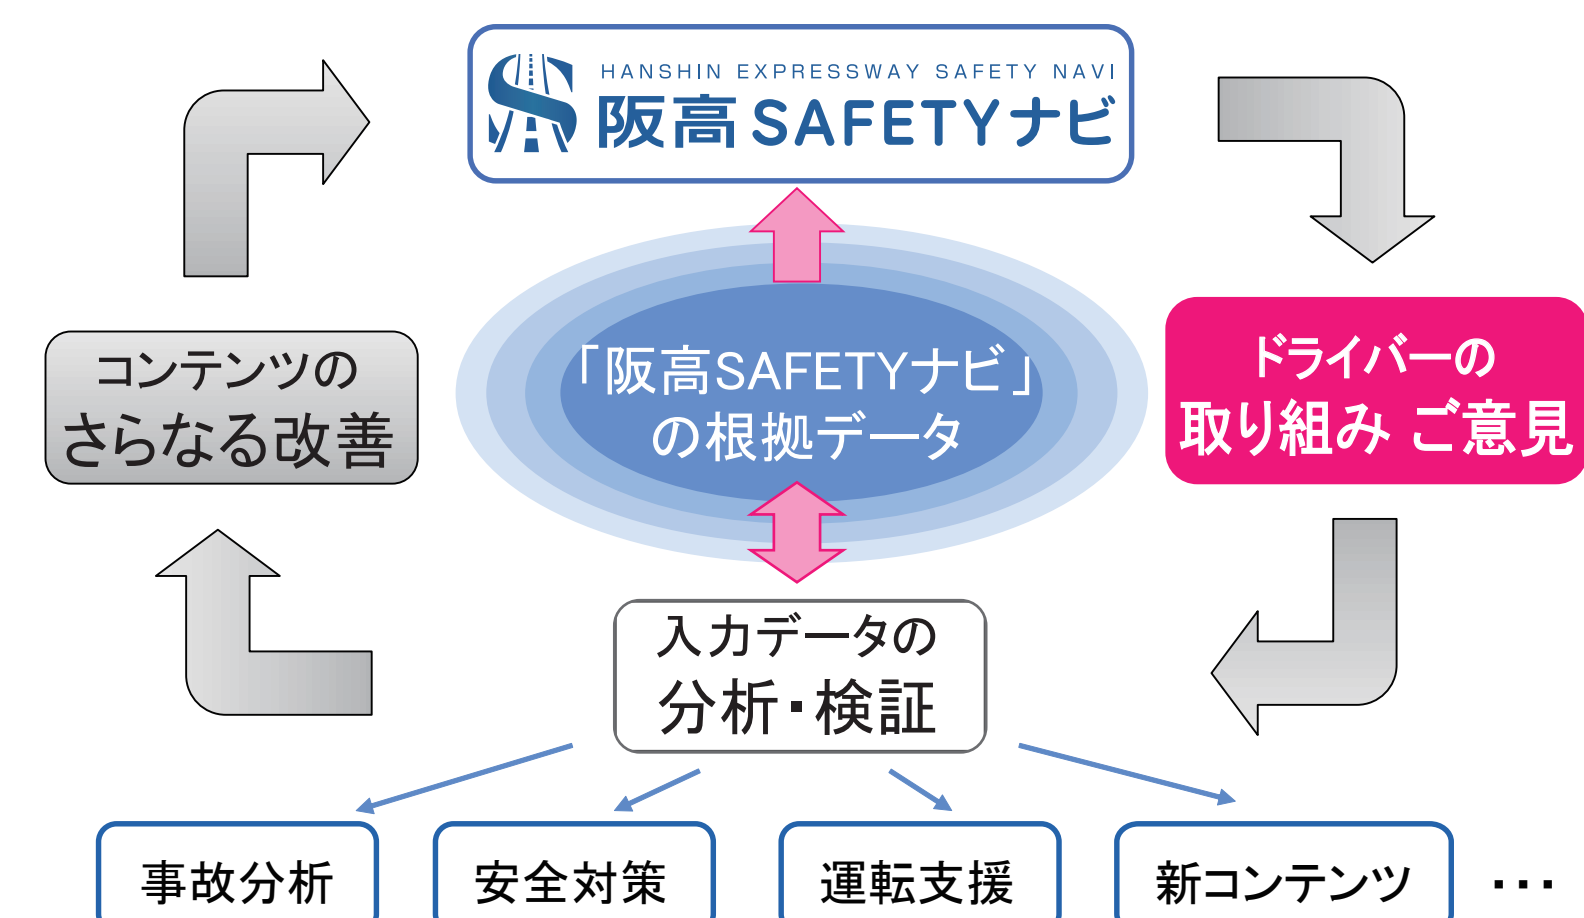 HANSHIN EXPRESSWAY SAFETY NAVI
阪高SAFETYナビ
「阪高SAFETYナビ」
の根拠データ
ドライバーの
取り組み ご意見
コンテンツの
さらなる改善
入力データの
分析・検証
事故分析
安全対策
運転支援
新コンテンツ
･･･